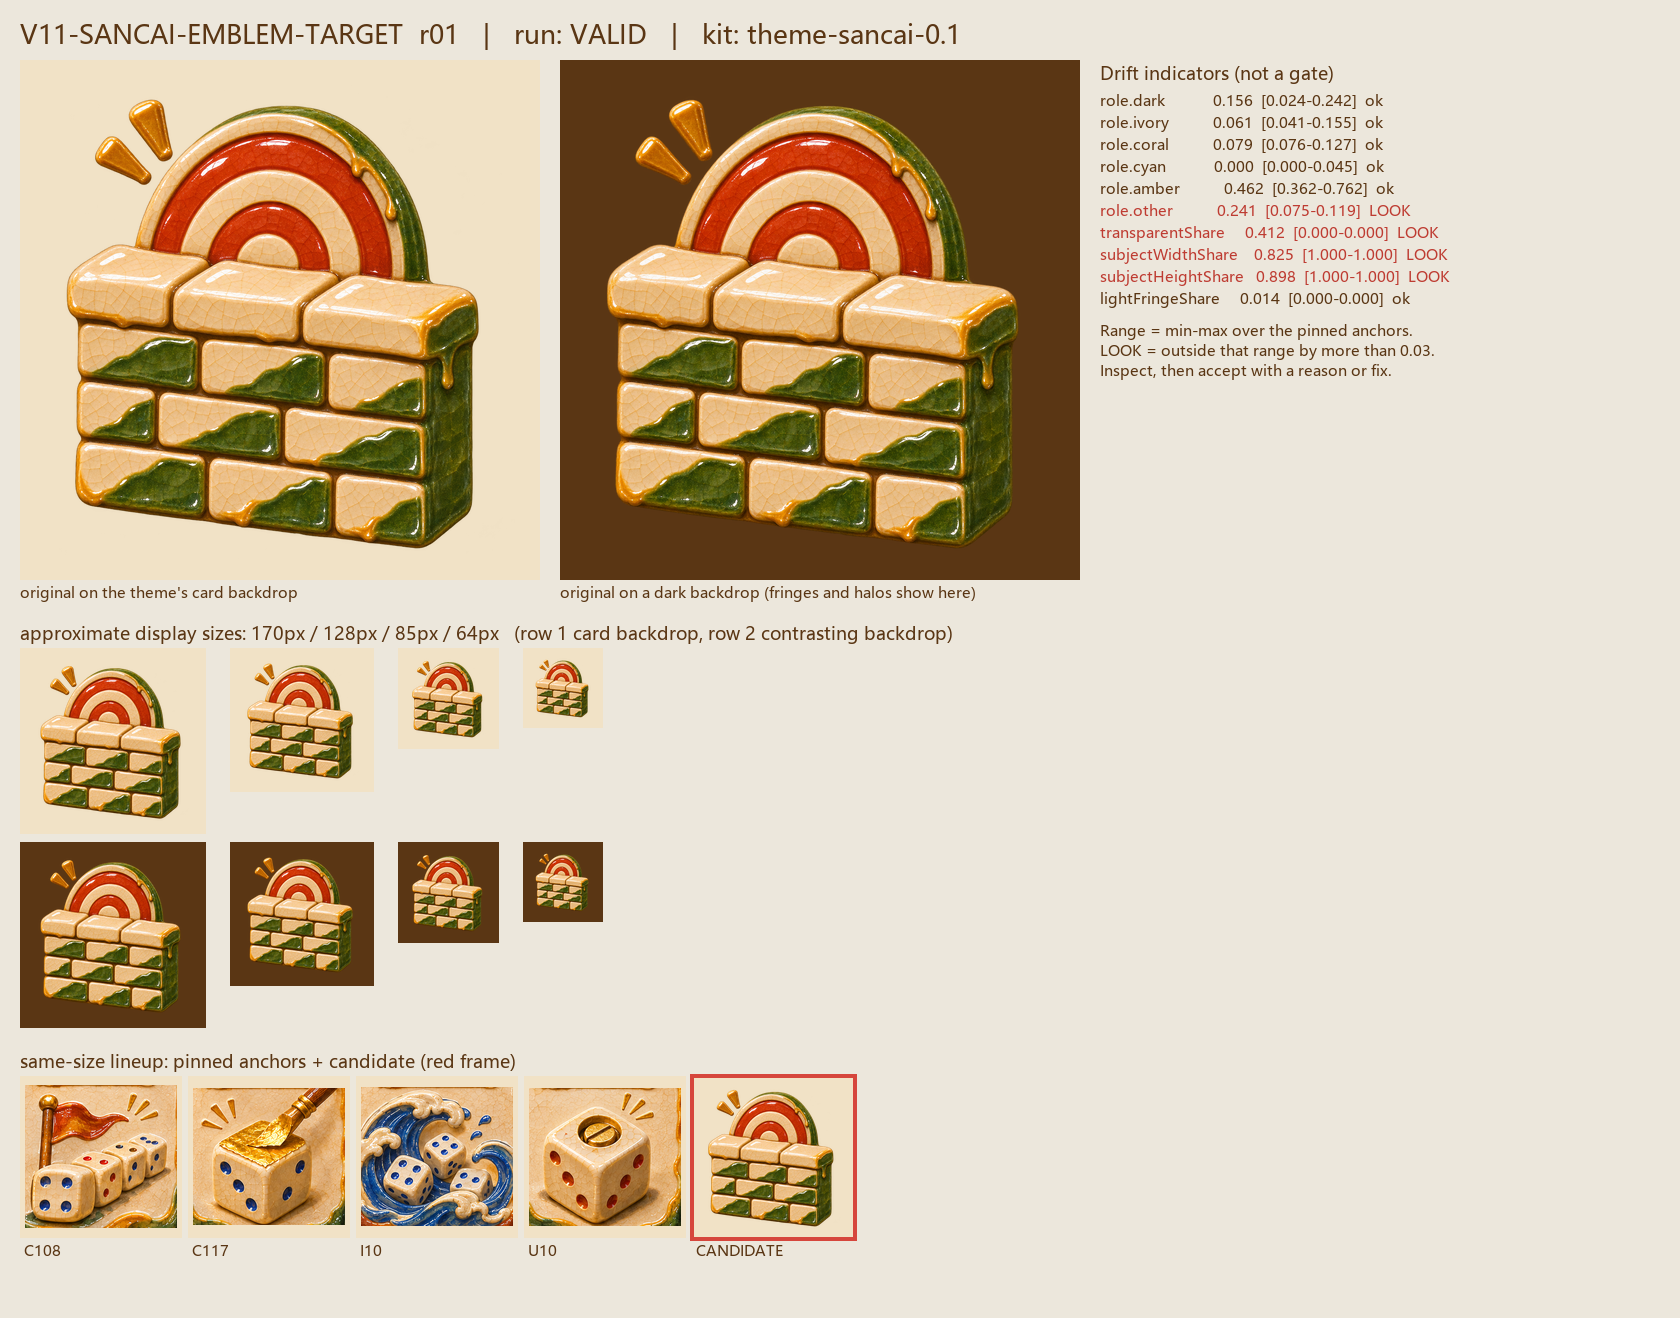 V11-SANCAI-EMBLEM-TARGET r01 | run: VALID | kit: theme-sancai-0.1
Drift indicators (not a gate)
role.dark 0.156 [0.024-0.242] ok
role.ivory 0.061 [0.041-0.155] ok
role.coral 0.079 [0.076-0.127] ok
role.cyan 0.000 [0.000-0.045] ok
role.amber 0.462 [0.362-0.762] ok
role.other 0.241 [0.075-0.119] LOOK
transparentShare 0.412 [0.000-0.000] LOOK
subjectWidthShare 0.825 [1.000-1.000] LOOK
subjectHeightShare 0.898 [1.000-1.000] LOOK
lightFringeShare 0.014 [0.000-0.000] ok
Range = min-max over the pinned anchors.
LOOK = outside that range by more than 0.03.
Inspect, then accept with a reason or fix.
original on the theme's card backdrop
original on a dark backdrop (fringes and halos show here)
approximate display sizes: 170px / 128px / 85px / 64px (row 1 card backdrop, row 2 contrasting backdrop)
same-size lineup: pinned anchors + candidate (red frame)
C108
C117
I10
U10
CANDIDATE